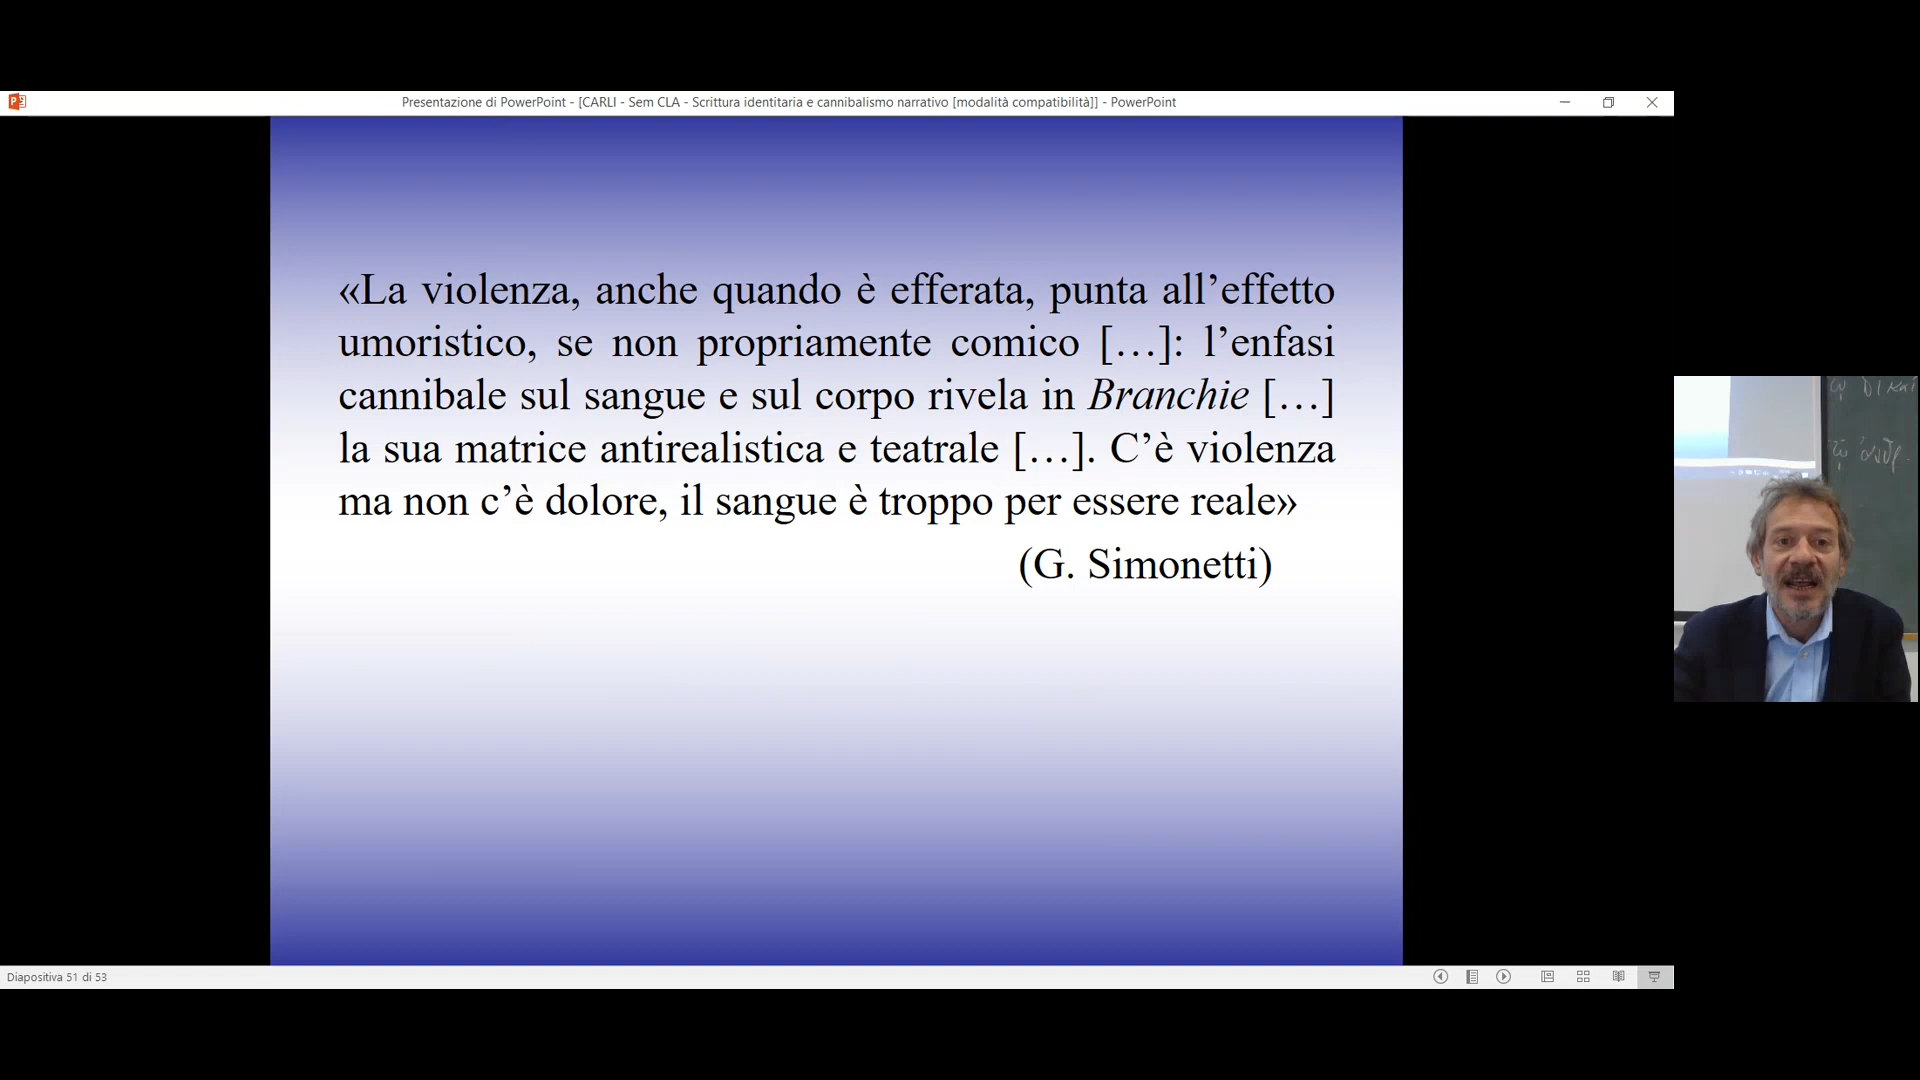 Presentazione di PowerPoint - [CARLI - Sem CLA - Scrittura identitaria e cannibalismo narrativo [modalità compatibilità]] - PowerPoint
«La violenza, anche quando è efferata, punta all’effetto
umoristico, se non propriamente comico […]: l’enfasi
cannibale sul sangue e sul corpo rivela in Branchie […]
la sua matrice antirealistica e teatrale […]. C’è violenza
ma non c’è dolore, il sangue è troppo per essere reale»
(G. Simonetti)
Diapositiva 51 di 53